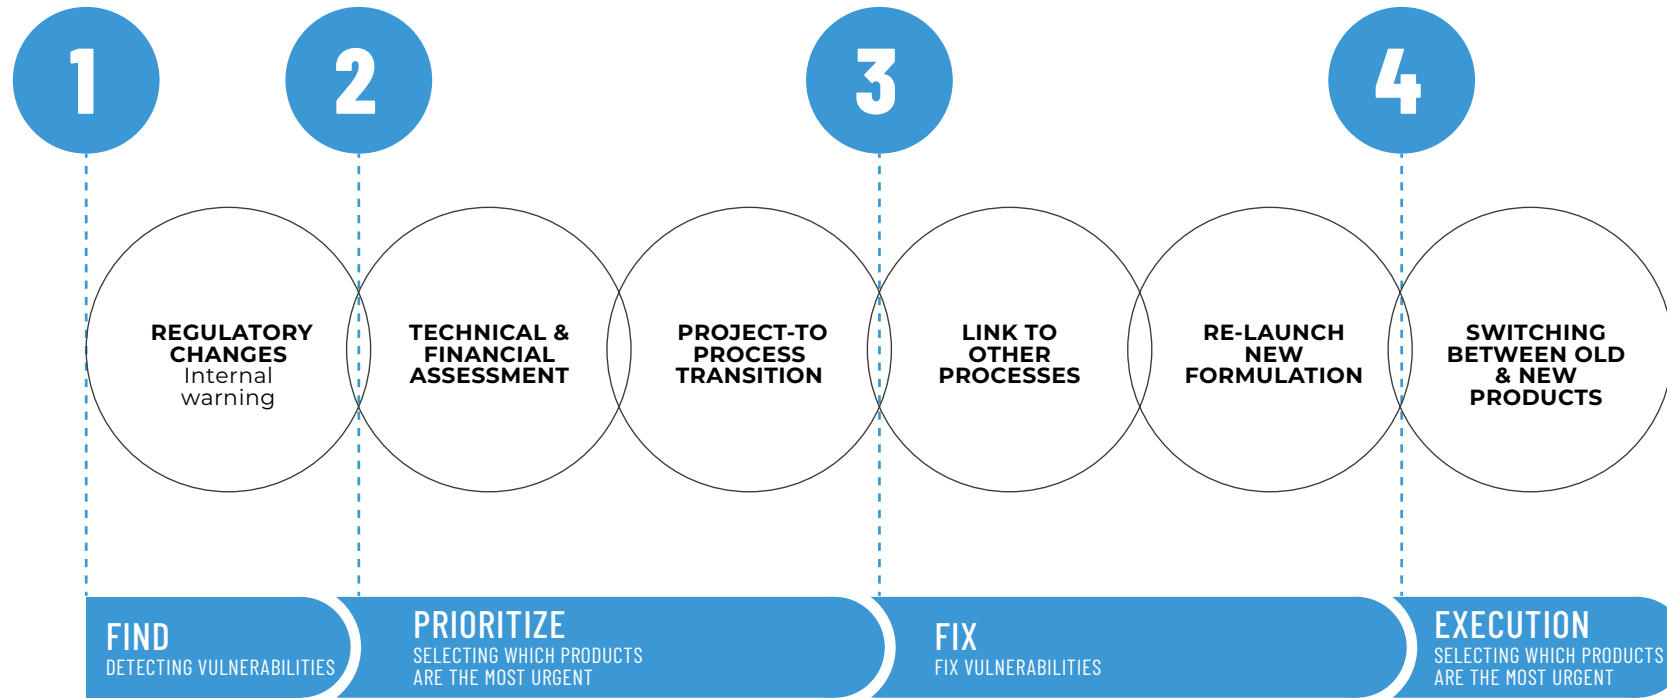 1
2
3
4
REGULATORY
CHANGES
Internal
warning
TECHNICAL &
FINANCIAL
ASSESSMENT
PROJECT-TO
PROCESS
TRANSITION
LINK TO
OTHER
PROCESSES
RE-LAUNCH
NEW
FORMULATION
SWITCHING
BETWEEN OLD
& NEW
PRODUCTS
FIND
DETECTING VULNERABILITIES
PRIORITIZE
SELECTING WHICH PRODUCTS
ARE THE MOST URGENT
FIX
FIX VULNERABILITIES
EXECUTION
SELECTING WHICH PRODUCTS
ARE THE MOST URGENT